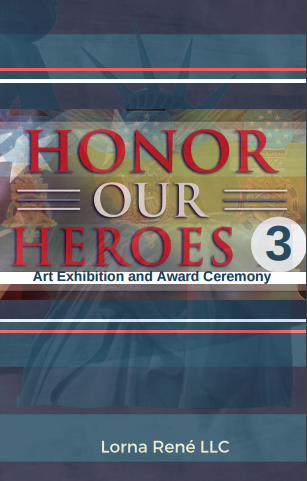 HONOR
OUR
HEROES 3
Art Exhibition and Award Ceremony
Lorna René LLC